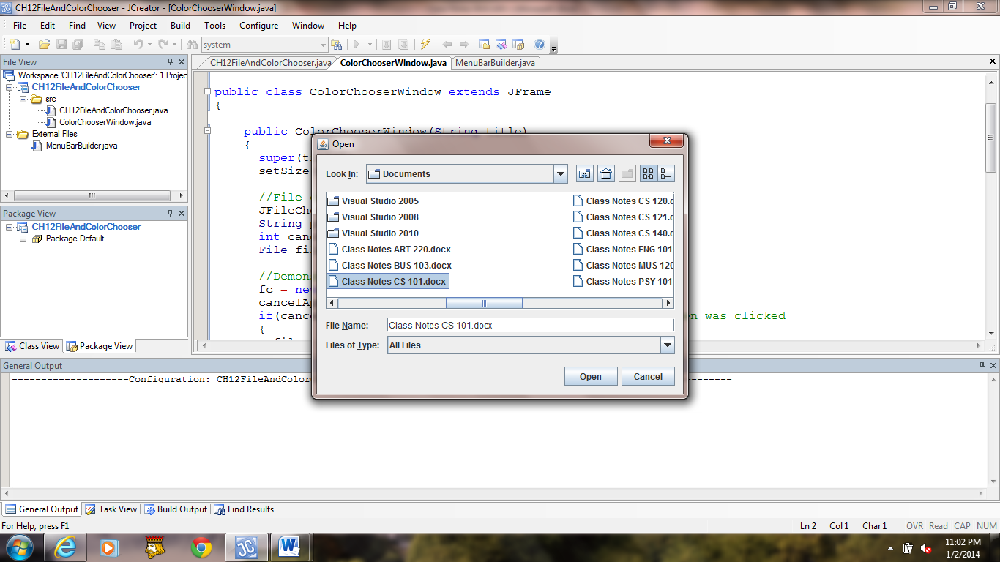 CH12FileAndColorChooser - JCreator - [ColorChooserWindow.java]
File Edit Find View Project Build Tools Configure Window Help
system
File View
Workspace 'CH12FileAndColorChooser': 1 Projec
CH12FileAndColorChooser
src
CH12FileAndColorChooser.java
ColorChooserWindow.java
External Files
MenuBarBuilder.java
Package View
CH12FileAndColorChooser
Package Default
Class View Package View
CH12FileAndColorChooser.java ColorChooserWindow.java MenuBarBuilder.java
public class ColorChooserWindow extends JFrame
{
public ColorChooserWindow(String title)
{
super(t
setSize
//File
JFileCh
String
int can
File fi
//Demon
fc = new
cancelAp
if(cance n was clicked
{
Open
Look In: Documents
Visual Studio 2005
Visual Studio 2008
Visual Studio 2010
Class Notes ART 220.docx
Class Notes BUS 103.docx
Class Notes CS 101.docx
Class Notes CS 120.d
Class Notes CS 121.d
Class Notes CS 140.d
Class Notes ENG 101.
Class Notes MUS 120
Class Notes PSY 101.
File Name: Class Notes CS 101.docx
Files of Type: All Files
Open Cancel
General Output
--------------------Configuration: CH12FileAndColor
General Output Task View Build Output Find Results
For Help, press F1 Ln 2 Col 1 Char 1 OVR Read CAP NUM
11:02 PM
1/2/2014